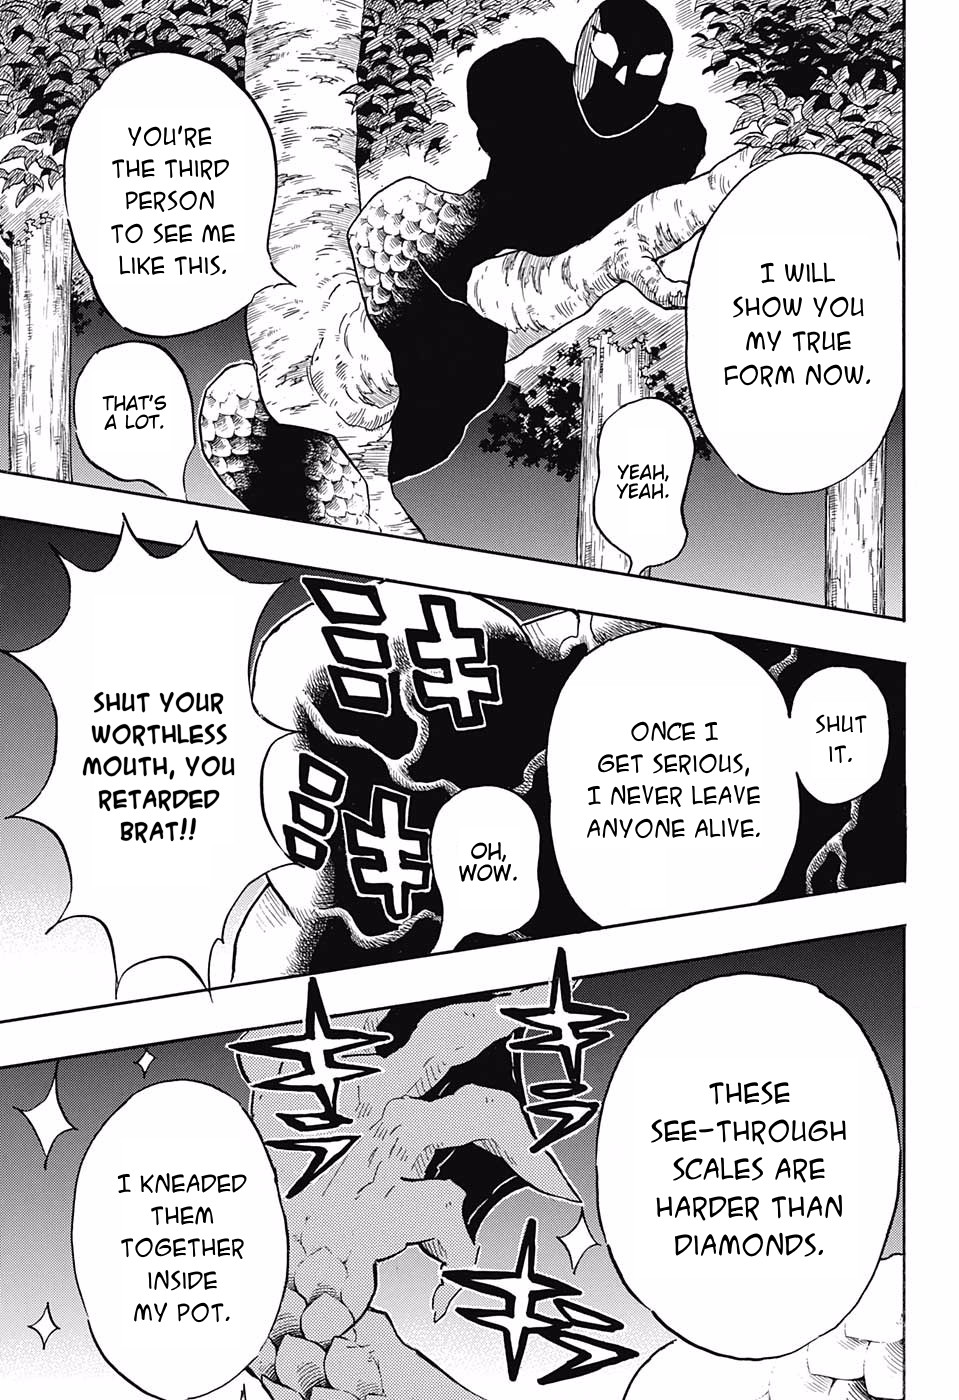 I WILL
SHOW YOU
MY TRUE
FORM NOW.
YEAH,
YEAH.
YOU'RE
THE THIRD
PERSON
TO SEE ME
LIKE THIS.
THAT'S
A LOT.
SHUT
IT.
ONCE I
GET SERIOUS,
I NEVER LEAVE
ANYONE ALIVE.
OH,
WOW.
SHUT YOUR
WORTHLESS
MOUTH, YOU
RETARDED
BRAT!!
THESE
SEE-THROUGH
SCALES ARE
HARDER THAN
DIAMONDS.
I KNEADED
THEM
TOGETHER
INSIDE
MY POT.